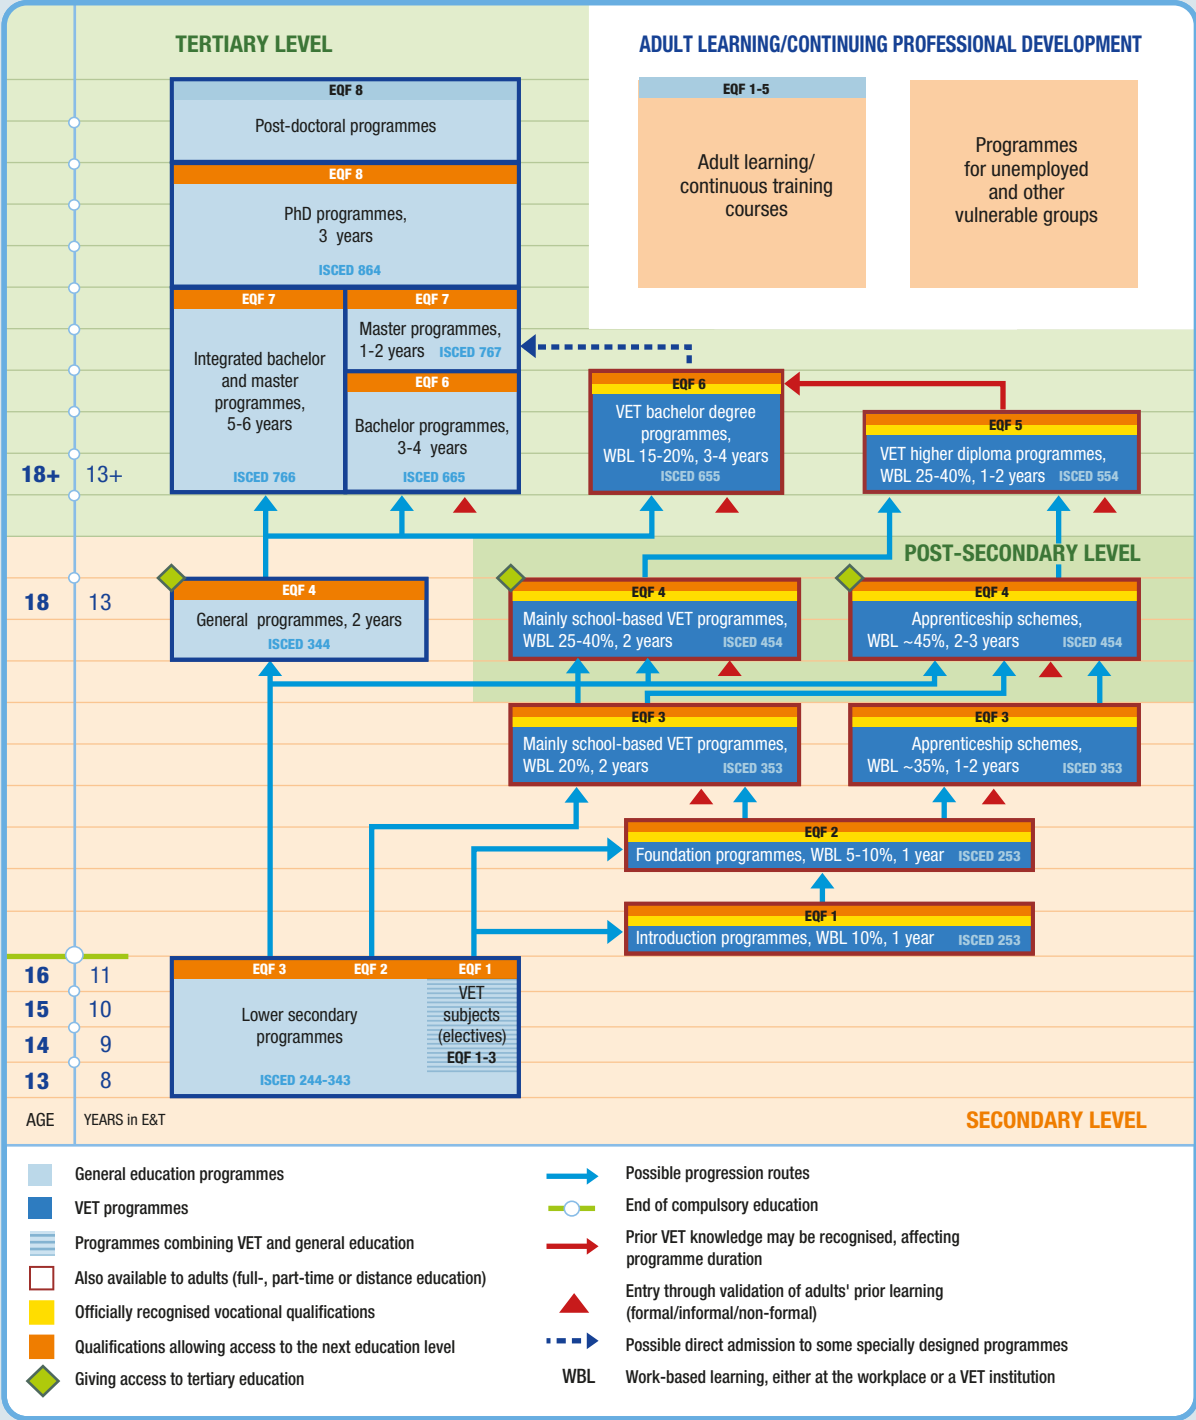 TERTIARY LEVEL
ADULT LEARNING/CONTINUING PROFESSIONAL DEVELOPMENT
EQF 8
Post-doctoral programmes
EQF 8
PhD programmes,
3 years
ISCED 864
EQF 1-5
Adult learning/
continuous training
courses
Programmes
for unemployed
and other
vulnerable groups
EQF 7
Integrated bachelor
and master
programmes,
5-6 years
ISCED 766
EQF 7
Master programmes,
1-2 years ISCED 767
EQF 6
Bachelor programmes,
3-4 years
ISCED 665
EQF 6
VET bachelor degree
programmes,
WBL 15-20%, 3-4 years
ISCED 655
EQF 5
VET higher diploma programmes,
WBL 25-40%, 1-2 years ISCED 554
18+ 13+
POST-SECONDARY LEVEL
18 13
EQF 4
General programmes, 2 years
ISCED 344
EQF 4
Mainly school-based VET programmes,
WBL 25-40%, 2 years ISCED 454
EQF 4
Apprenticeship schemes,
WBL ~45%, 2-3 years ISCED 454
EQF 3
Mainly school-based VET programmes,
WBL 20%, 2 years ISCED 353
EQF 3
Apprenticeship schemes,
WBL ~35%, 1-2 years ISCED 353
EQF 2
Foundation programmes, WBL 5-10%, 1 year ISCED 253
EQF 1
Introduction programmes, WBL 10%, 1 year ISCED 253
16 11
15 10
14 9
13 8
AGE YEARS in E&T
EQF 3 EQF 2 EQF 1
Lower secondary
programmes
ISCED 244-343
VET
subjects
(electives)
EQF 1-3
SECONDARY LEVEL
General education programmes
VET programmes
Programmes combining VET and general education
Also available to adults (full-, part-time or distance education)
Officially recognised vocational qualifications
Qualifications allowing access to the next education level
Giving access to tertiary education
Possible progression routes
End of compulsory education
Prior VET knowledge may be recognised, affecting
programme duration
Entry through validation of adults' prior learning
(formal/informal/non-formal)
Possible direct admission to some specially designed programmes
WBL Work-based learning, either at the workplace or a VET institution